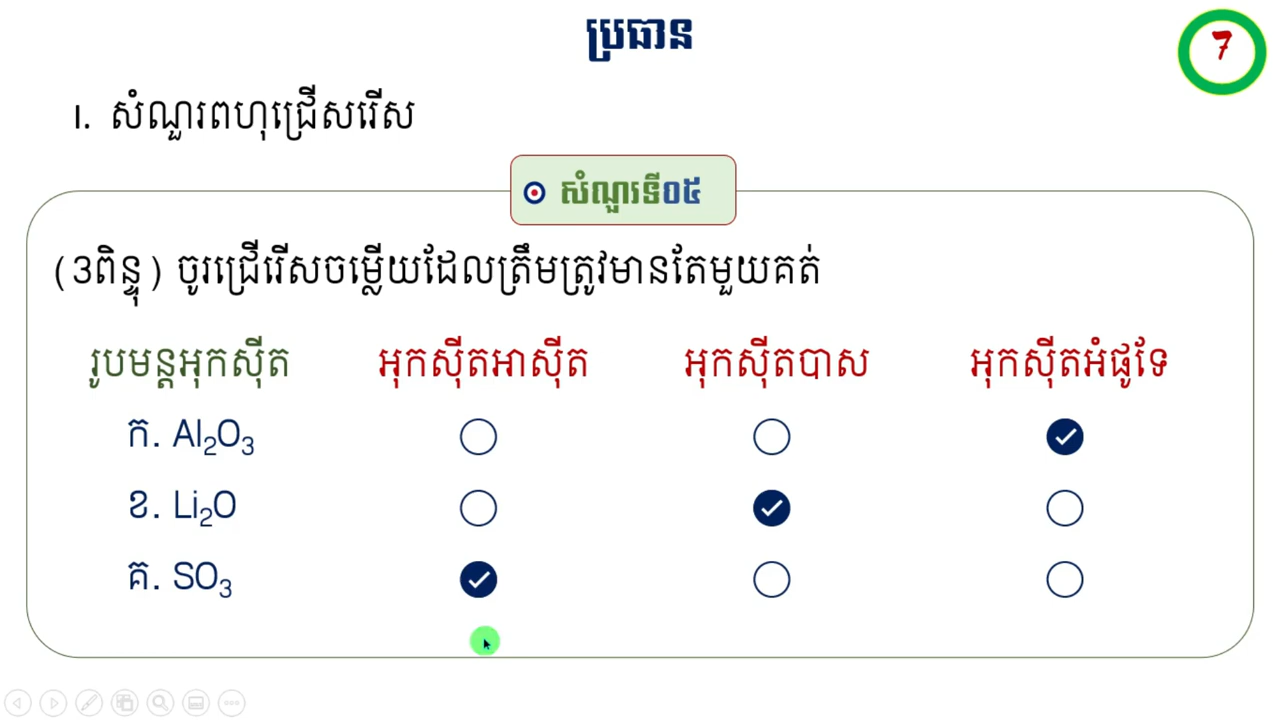 ប្រធាន
7
I. សំណួរពហុជ្រើសរើស
សំណួរទី០៥
(3ពិន្ទុ) ចូរជ្រើរើសចម្លើយដែលត្រឹមត្រូវមានតែមួយគត់
រូបមន្តអុកស៊ីត អុកស៊ីតអាស៊ីត អុកស៊ីតបាស អុកស៊ីតអំផូទែ
ក. Al₂O₃
ខ. Li₂O
គ. SO₃